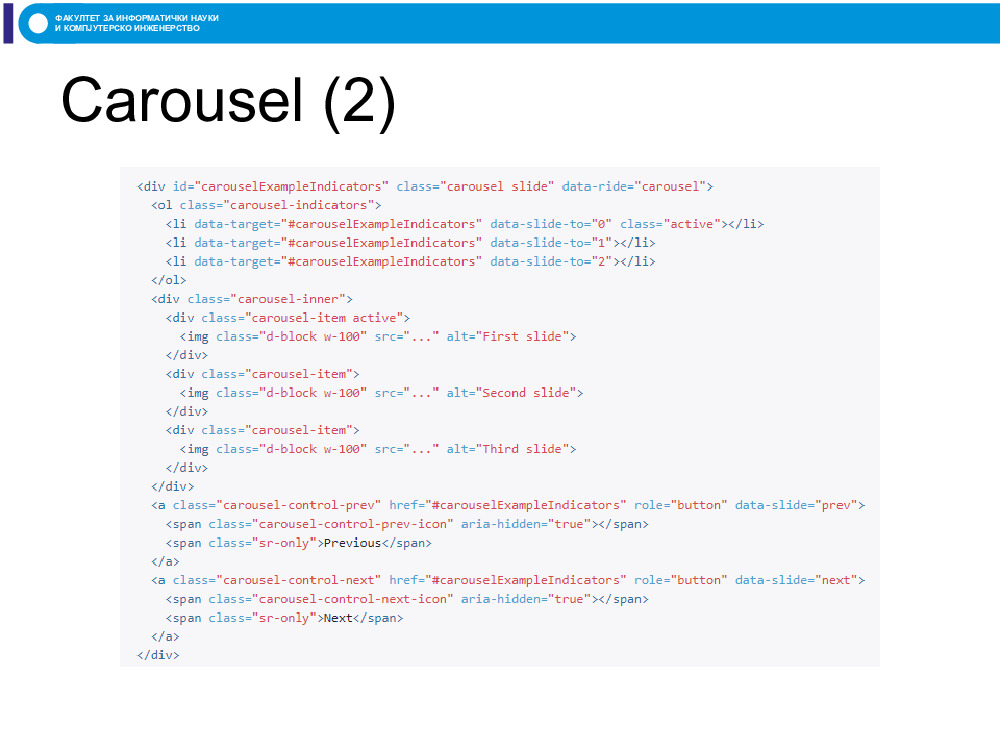 ФАКУЛТЕТ ЗА ИНФОРМАТИЧКИ НАУКИ
И КОМПЈУТЕРСКО ИНЖЕНЕРСТВО
Carousel (2)
<div id="carouselExampleIndicators" class="carousel slide" data-ride="carousel">
  <ol class="carousel-indicators">
    <li data-target="#carouselExampleIndicators" data-slide-to="0" class="active"></li>
    <li data-target="#carouselExampleIndicators" data-slide-to="1"></li>
    <li data-target="#carouselExampleIndicators" data-slide-to="2"></li>
  </ol>
  <div class="carousel-inner">
    <div class="carousel-item active">
      <img class="d-block w-100" src="..." alt="First slide">
    </div>
    <div class="carousel-item">
      <img class="d-block w-100" src="..." alt="Second slide">
    </div>
    <div class="carousel-item">
      <img class="d-block w-100" src="..." alt="Third slide">
    </div>
  </div>
  <a class="carousel-control-prev" href="#carouselExampleIndicators" role="button" data-slide="prev">
    <span class="carousel-control-prev-icon" aria-hidden="true"></span>
    <span class="sr-only">Previous</span>
  </a>
  <a class="carousel-control-next" href="#carouselExampleIndicators" role="button" data-slide="next">
    <span class="carousel-control-next-icon" aria-hidden="true"></span>
    <span class="sr-only">Next</span>
  </a>
</div>